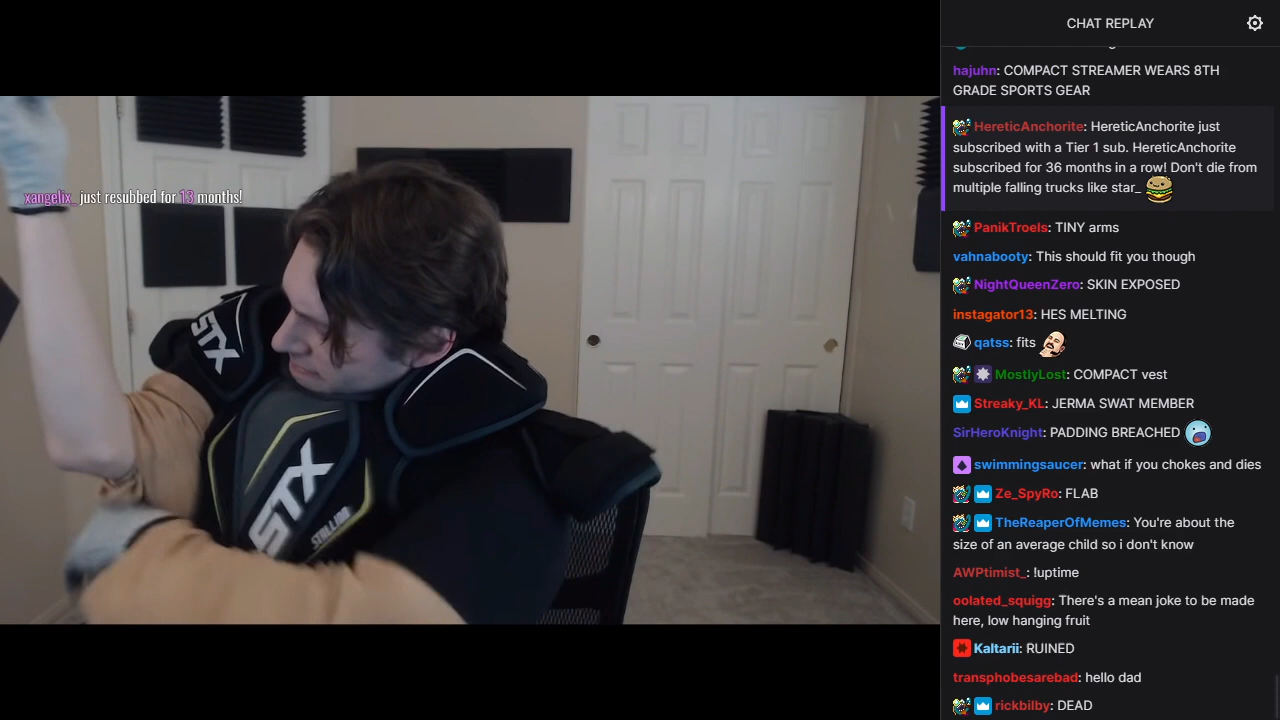 xangelix_ just resubbed for 13 months!
STX
STX
STALLION
CHAT REPLAY
hajuhn: COMPACT STREAMER WEARS 8TH
GRADE SPORTS GEAR
HereticAnchorite: HereticAnchorite just
subscribed with a Tier 1 sub. HereticAnchorite
subscribed for 36 months in a row! Don't die from
multiple falling trucks like star_
PanikTroels: TINY arms
vahnabooty: This should fit you though
NightQueenZero: SKIN EXPOSED
instagator13: HES MELTING
qatss: fits
MostlyLost: COMPACT vest
Streaky_KL: JERMA SWAT MEMBER
SirHeroKnight: PADDING BREACHED
swimmingsaucer: what if you chokes and dies
Ze_SpyRo: FLAB
TheReaperOfMemes: You're about the
size of an average child so i don't know
AWPtimist_: !uptime
oolated_squigg: There's a mean joke to be made
here, low hanging fruit
Kaltarii: RUINED
transphobesarebad: hello dad
rickbilby: DEAD